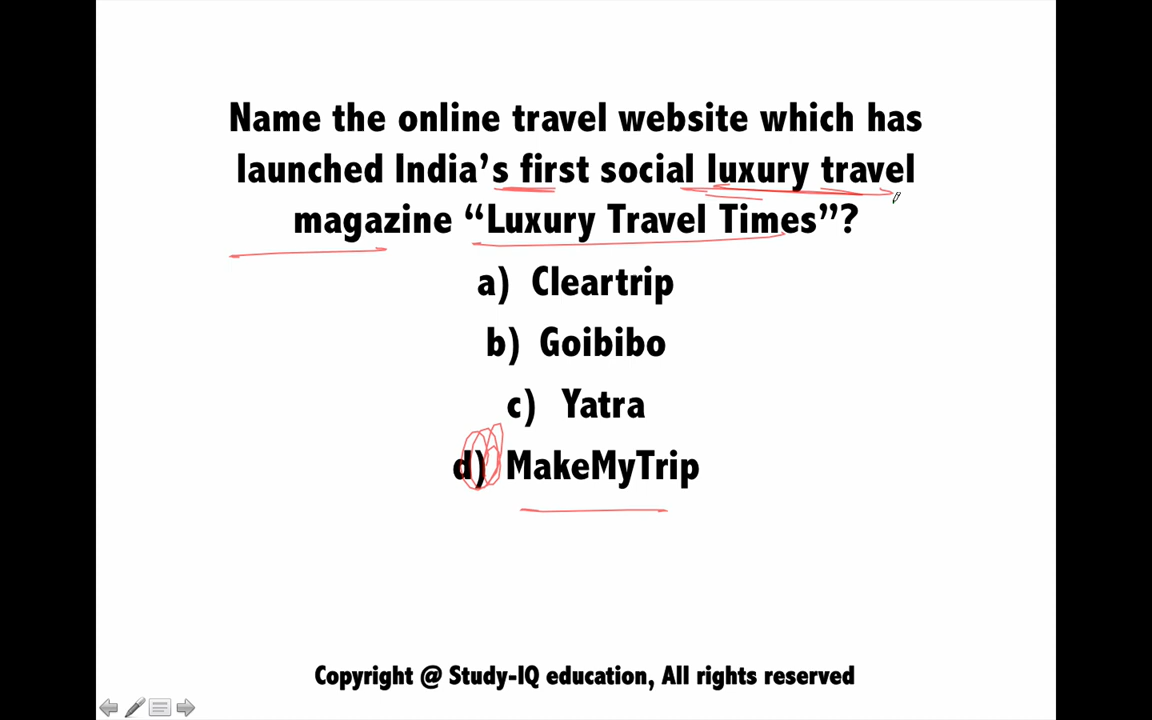 Name the online travel website which has
launched India’s first social luxury travel
magazine “Luxury Travel Times”?
a) Cleartrip
b) Goibibo
c) Yatra
d) MakeMyTrip
Copyright @ Study-IQ education, All rights reserved